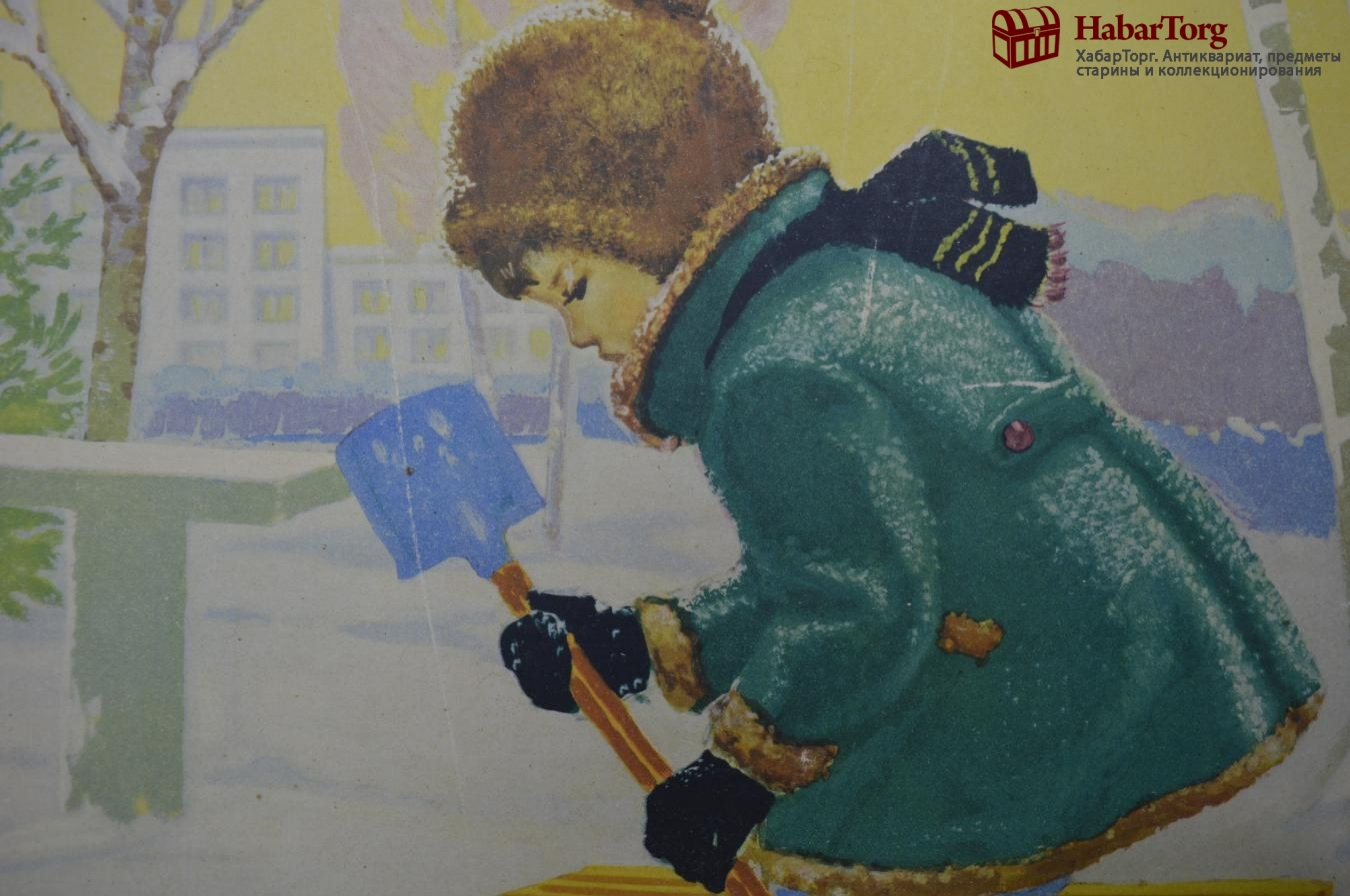 HabarTorg
ХабарТорг. Антиквариат, предметы
старины и коллекционирования